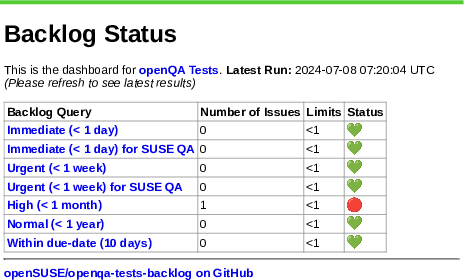 Backlog Status
This is the dashboard for openQA Tests. Latest Run: 2024-07-08 07:20:04 UTC
(Please refresh to see latest results)
Backlog Query Number of Issues Limits Status
Immediate (< 1 day) 0 <1 💚
Immediate (< 1 day) for SUSE QA 0 <1 💚
Urgent (< 1 week) 0 <1 💚
Urgent (< 1 week) for SUSE QA 0 <1 💚
High (< 1 month) 1 <1 🔴
Normal (< 1 year) 0 <1 💚
Within due-date (10 days) 0 <1 💚
openSUSE/openqa-tests-backlog on GitHub